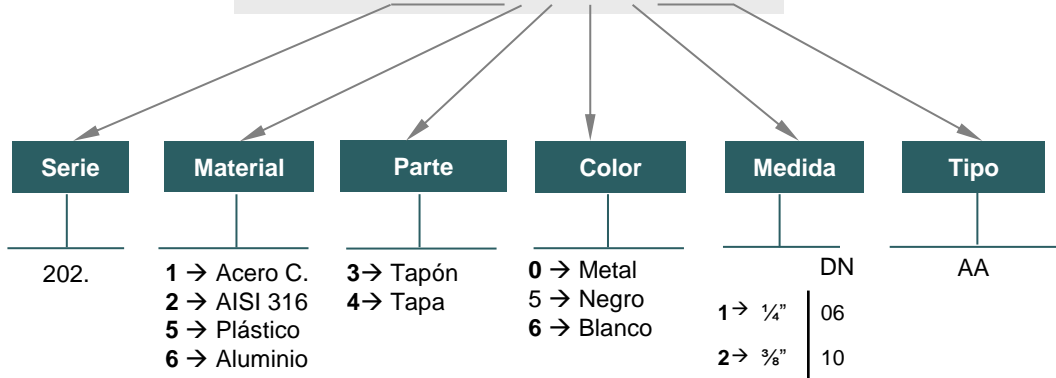 Serie
Material
Parte
Color
Medida
Tipo
202.
1 → Acero C.
2 → AISI 316
5 → Plástico
6 → Aluminio
3→ Tapón
4→ Tapa
0 → Metal
5 → Negro
6 → Blanco
DN
1→ ¼” 06
2→ ⅜” 10
AA